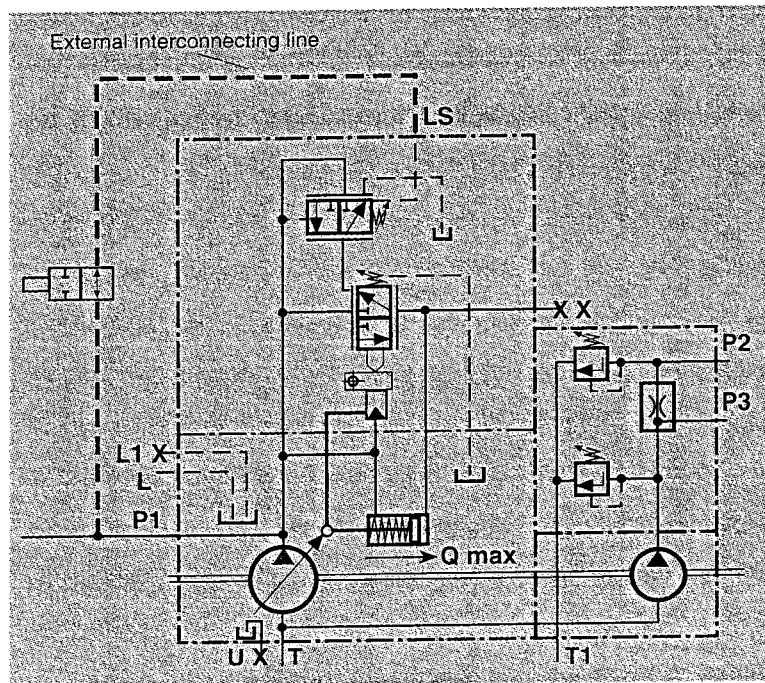 External interconnecting line
LS
X X
P2
P3
L1 X
L
P1
Q max
U X T
T1